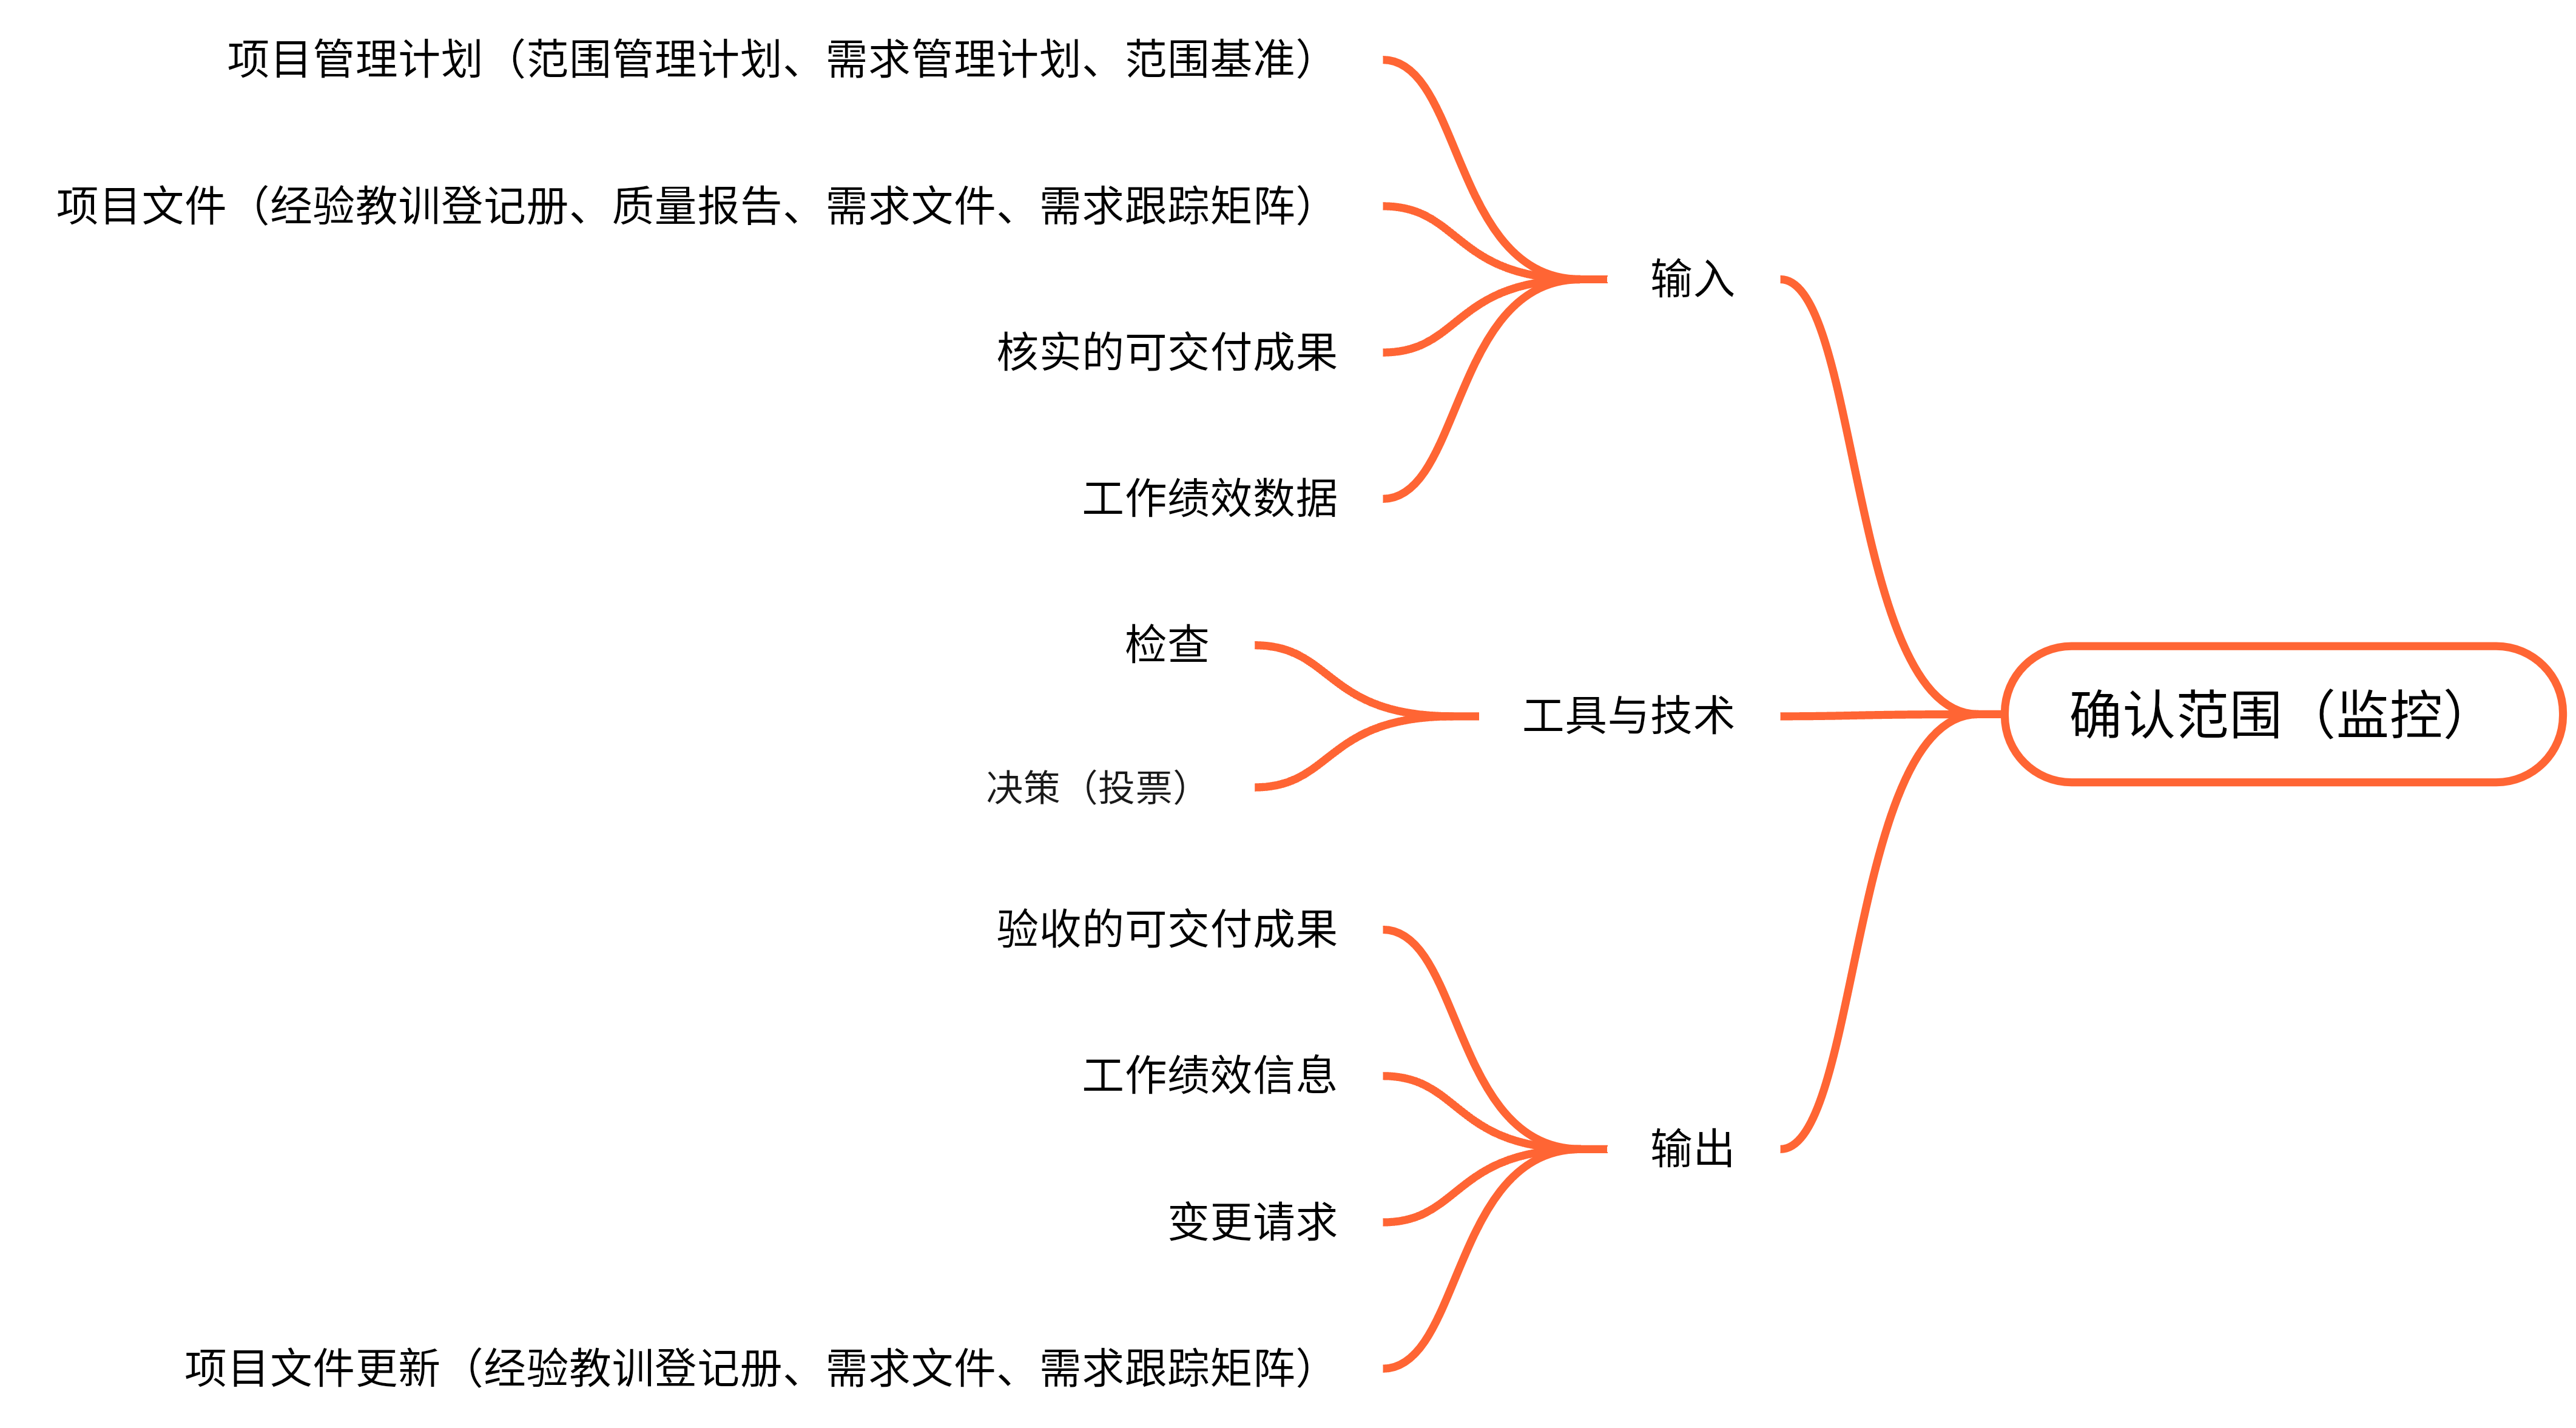 项目管理计划（范围管理计划、需求管理计划、范围基准）
项目文件（经验教训登记册、质量报告、需求文件、需求跟踪矩阵）
输入
核实的可交付成果
工作绩效数据
检查
工具与技术
确认范围（监控）
决策（投票）
验收的可交付成果
工作绩效信息
输出
变更请求
项目文件更新（经验教训登记册、需求文件、需求跟踪矩阵）